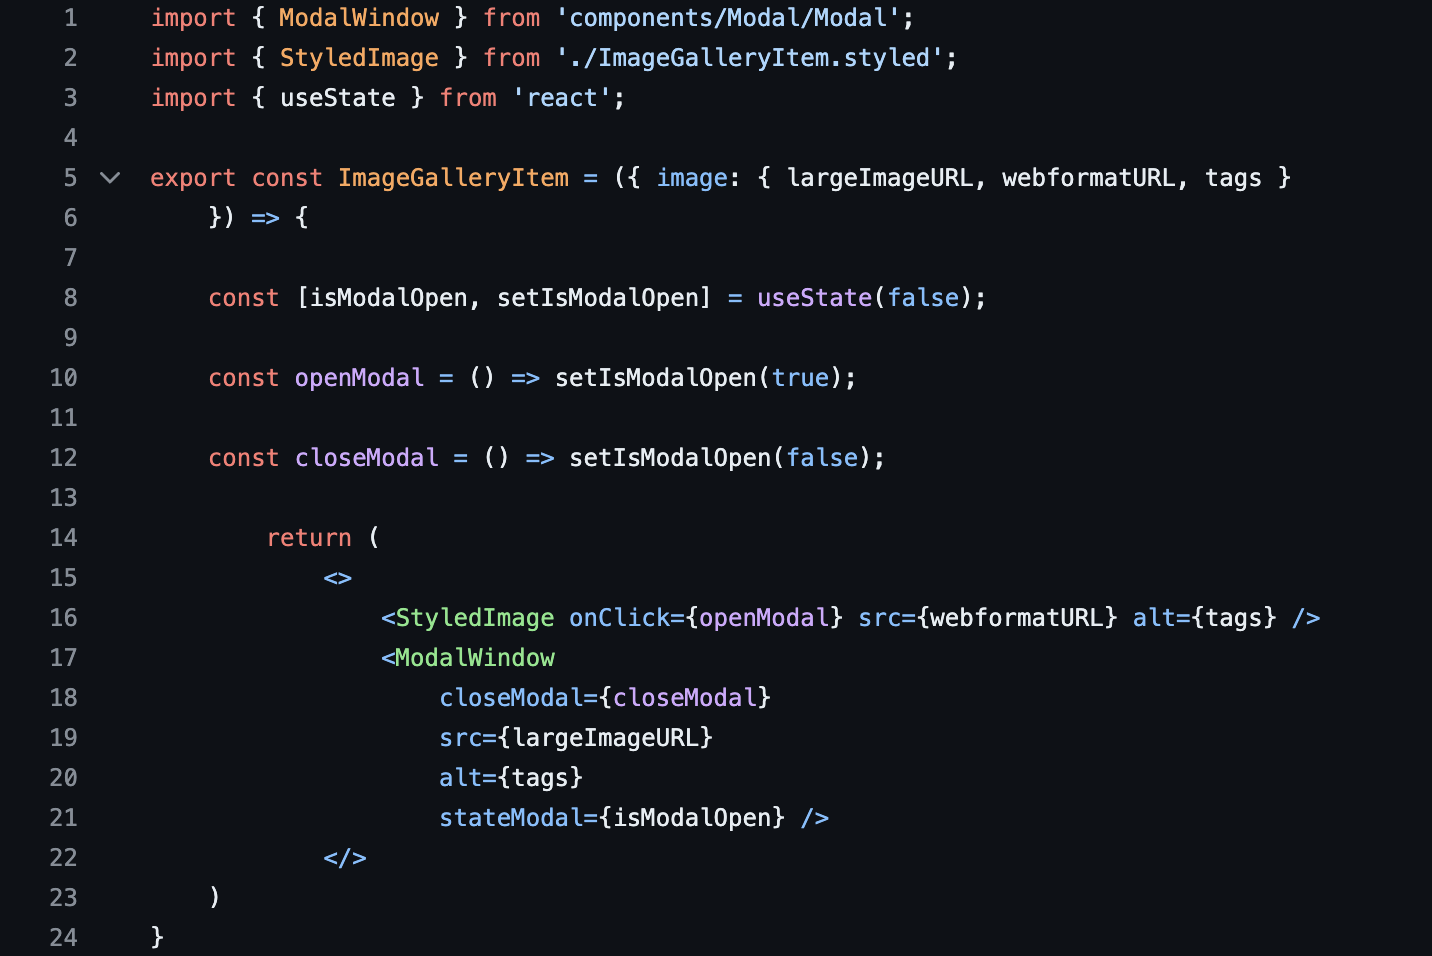 1 import { ModalWindow } from 'components/Modal/Modal';
2 import { StyledImage } from './ImageGalleryItem.styled';
3 import { useState } from 'react';
4
5 export const ImageGalleryItem = ({ image: { largeImageURL, webformatURL, tags }
6     }) => {
7
8     const [isModalOpen, setIsModalOpen] = useState(false);
9
10     const openModal = () => setIsModalOpen(true);
11
12     const closeModal = () => setIsModalOpen(false);
13
14         return (
15             <>
16                 <StyledImage onClick={openModal} src={webformatURL} alt={tags} />
17                 <ModalWindow
18                     closeModal={closeModal}
19                     src={largeImageURL}
20                     alt={tags}
21                     stateModal={isModalOpen} />
22             </>
23     )
24 }